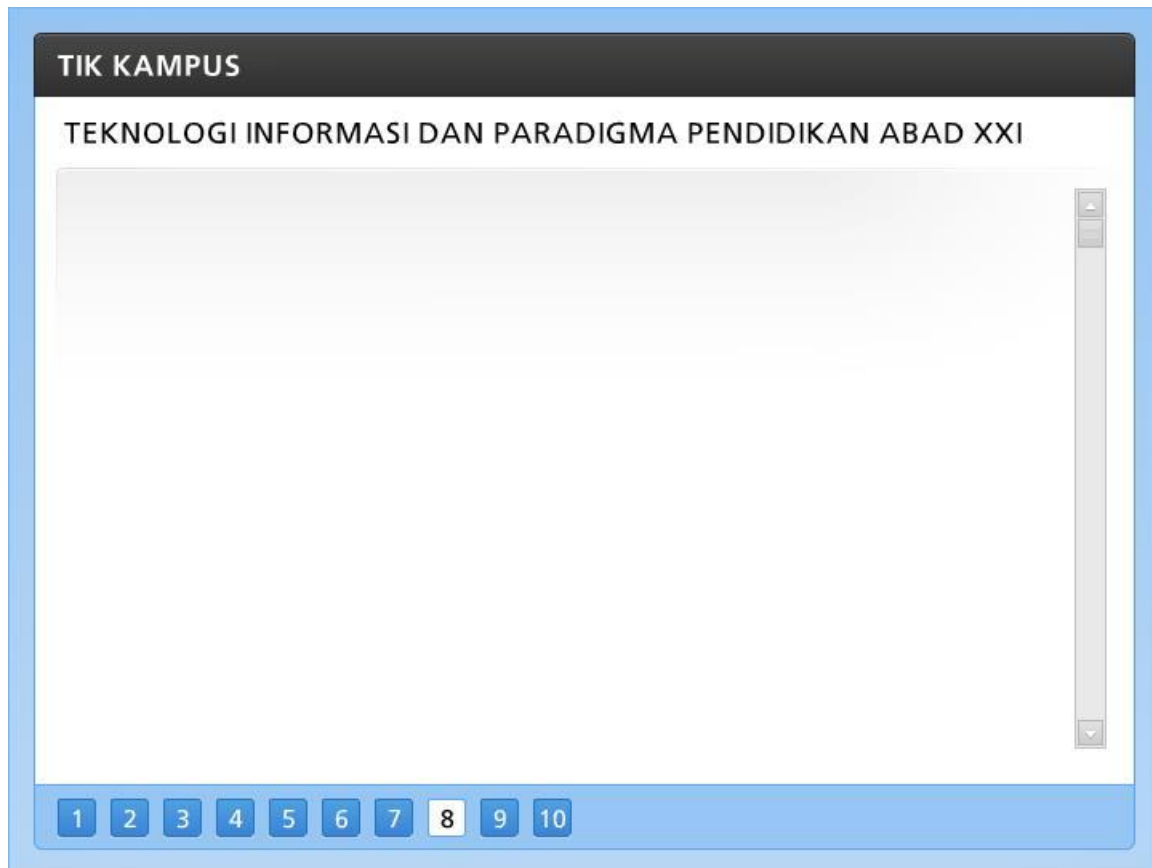 TIK KAMPUS
TEKNOLOGI INFORMASI DAN PARADIGMA PENDIDIKAN ABAD XXI
1 2 3 4 5 6 7 8 9 10